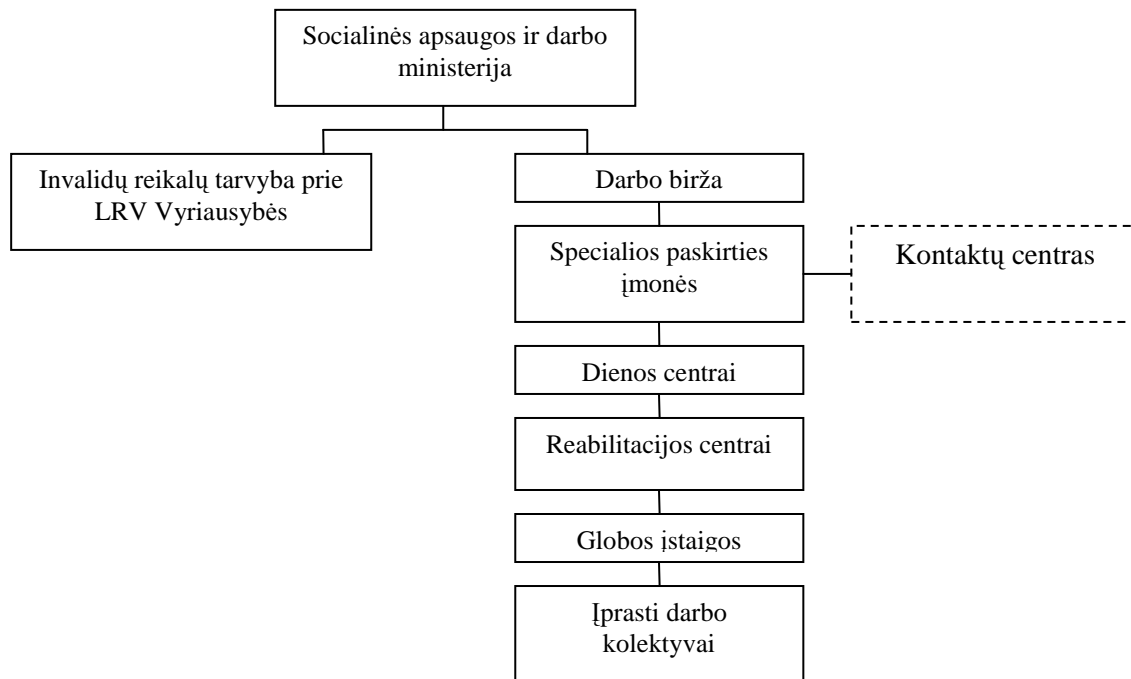 Socialinės apsaugos ir darbo
ministerija
Invalidų reikalų tarvyba prie
LRV Vyriausybės
Darbo birža
Specialios paskirties
įmonės
Kontaktų centras
Dienos centrai
Reabilitacijos centrai
Globos įstaigos
Įprasti darbo
kolektyvai